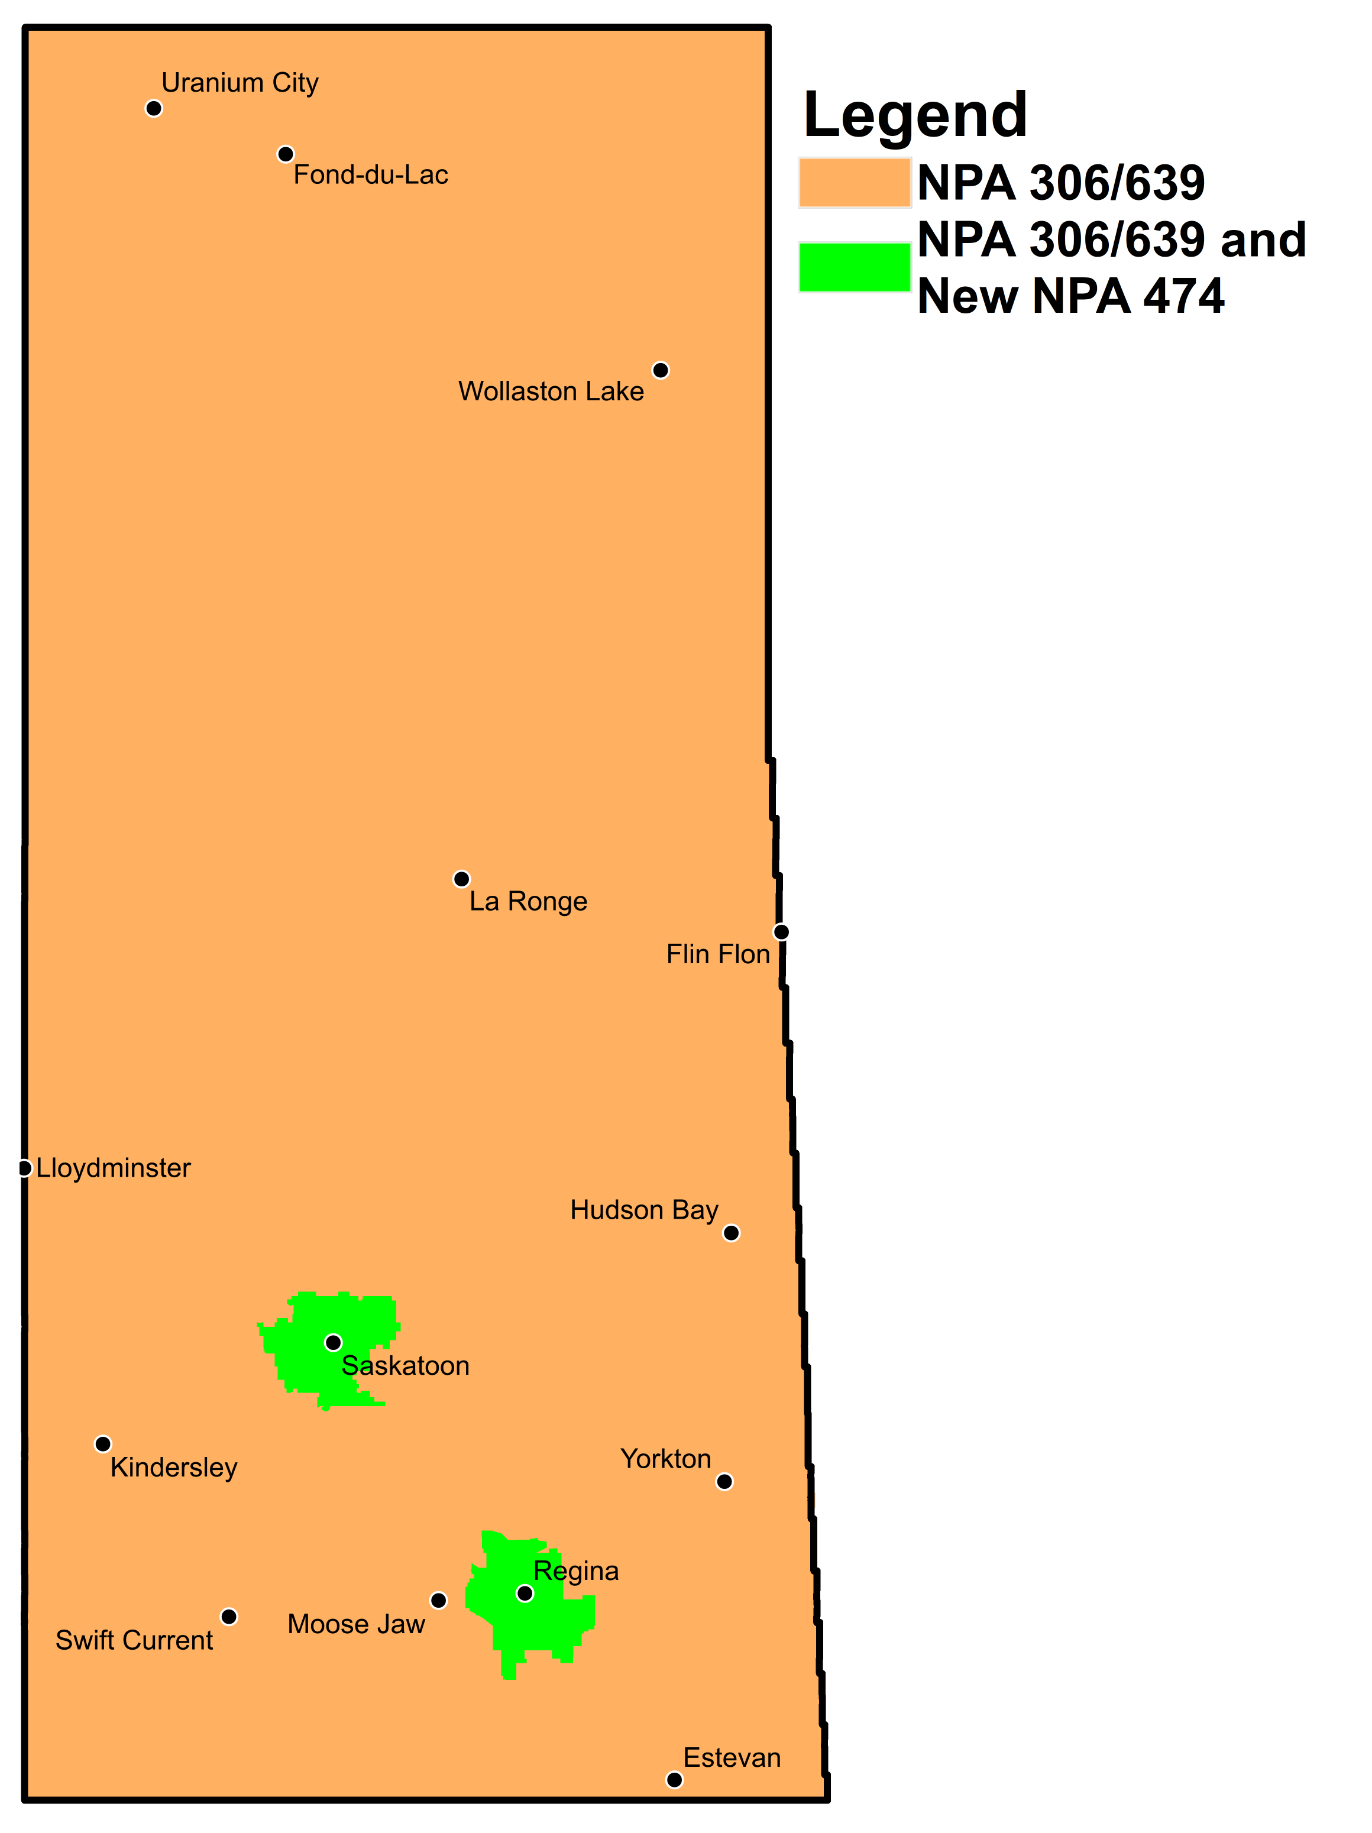 Uranium City
Legend
Fond-du-Lac
NPA 306/639
NPA 306/639 and
New NPA 474
Wollaston Lake
La Ronge
Flin Flon
Lloydminster
Hudson Bay
Saskatoon
Kindersley
Yorkton
Regina
Moose Jaw
Swift Current
Estevan